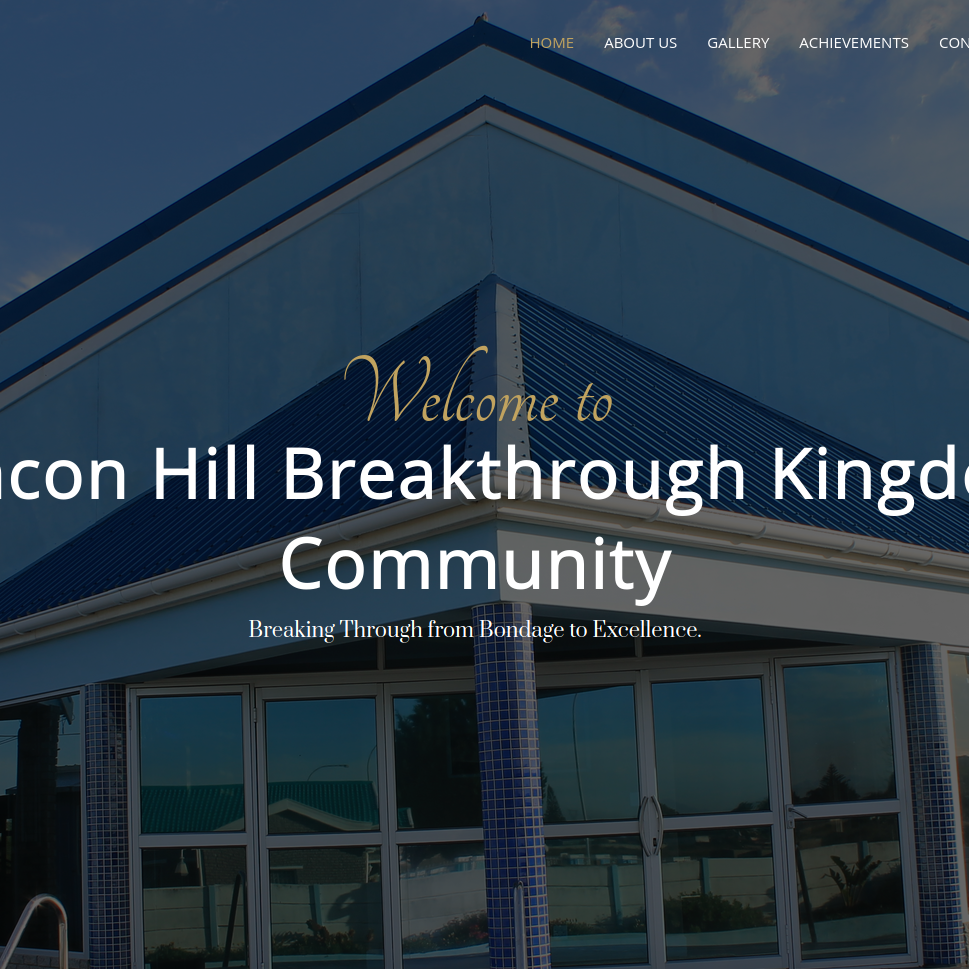 HOME ABOUT US GALLERY ACHIEVEMENTS CON
Welcome to
acon Hill Breakthrough Kingdo
Community
Breaking Through from Bondage to Excellence.